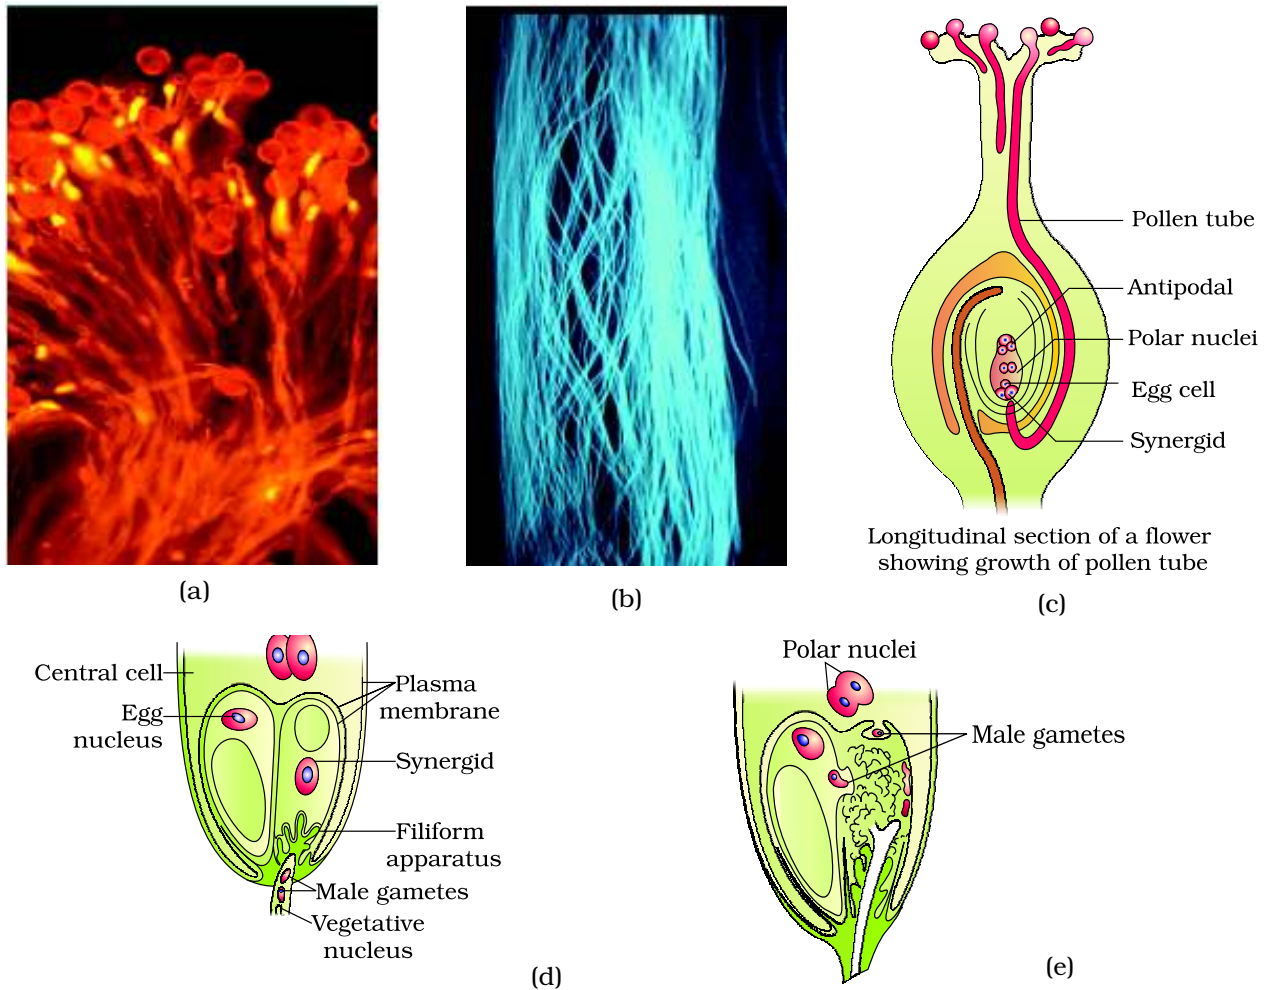 Pollen tube
Antipodal
Polar nuclei
Egg cell
Synergid
Longitudinal section of a flower
showing growth of pollen tube
(a)
(b)
(c)
Central cell
Egg
nucleus
Plasma
membrane
Synergid
Filiform
apparatus
Male gametes
Vegetative
nucleus
(d)
Polar nuclei
Male gametes
(e)